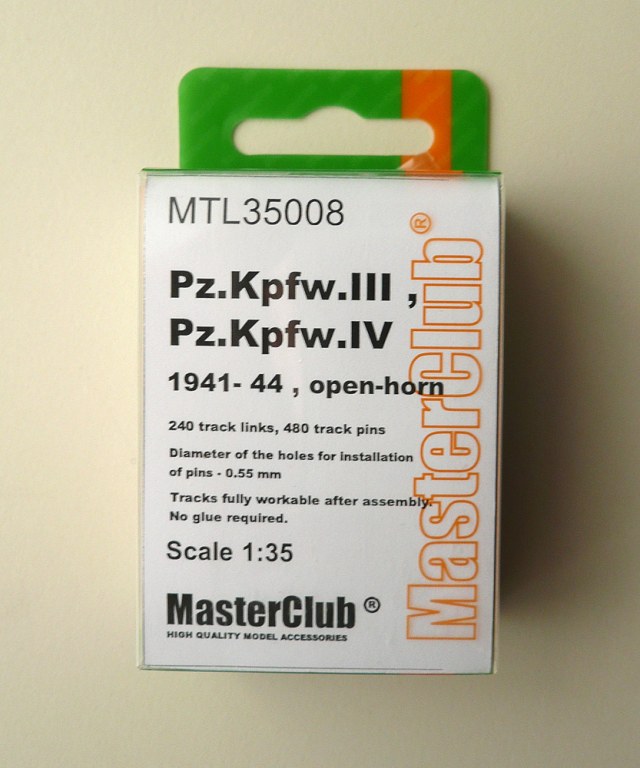 MTL35008
Pz.Kpfw.III ,
Pz.Kpfw.IV
1941- 44 , open-horn
240 track links, 480 track pins
Diameter of the holes for installation
of pins - 0.55 mm
Tracks fully workable after assembly.
No glue required.
Scale 1:35
MasterClub ®
HIGH QUALITY MODEL ACCESSORIES
MasterClub®